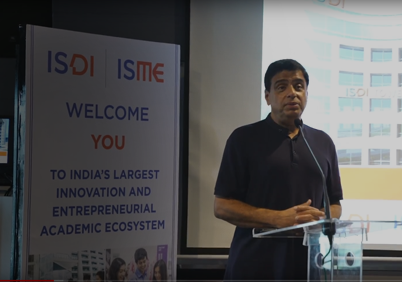 ISDI | ISME
WELCOME
YOU
TO INDIA'S LARGEST
INNOVATION AND
ENTREPRENEURIAL
ACADEMIC ECOSYSTEM